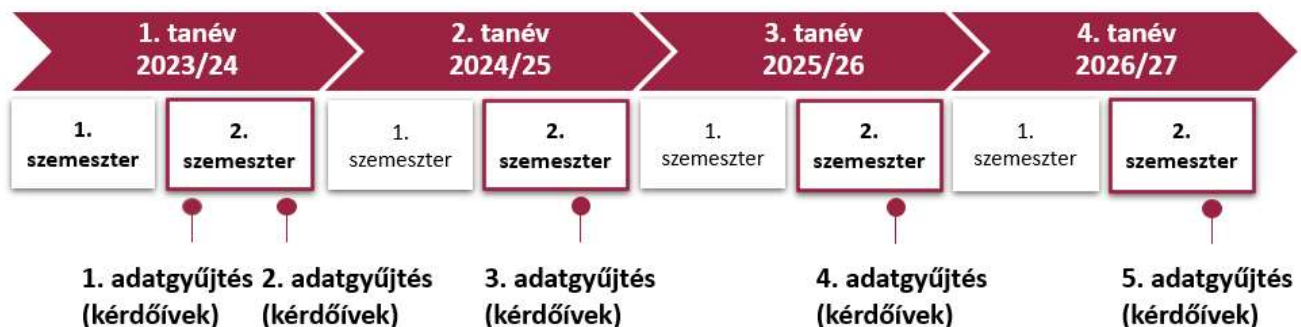 1. tanév
2023/24
2. tanév
2024/25
3. tanév
2025/26
4. tanév
2026/27
1.
szemeszter
2.
szemeszter
1.
szemeszter
2.
szemeszter
1.
szemeszter
2.
szemeszter
1.
szemeszter
2.
szemeszter
1. adatgyűjtés
(kérdőívek)
2. adatgyűjtés
(kérdőívek)
3. adatgyűjtés
(kérdőívek)
4. adatgyűjtés
(kérdőívek)
5. adatgyűjtés
(kérdőívek)